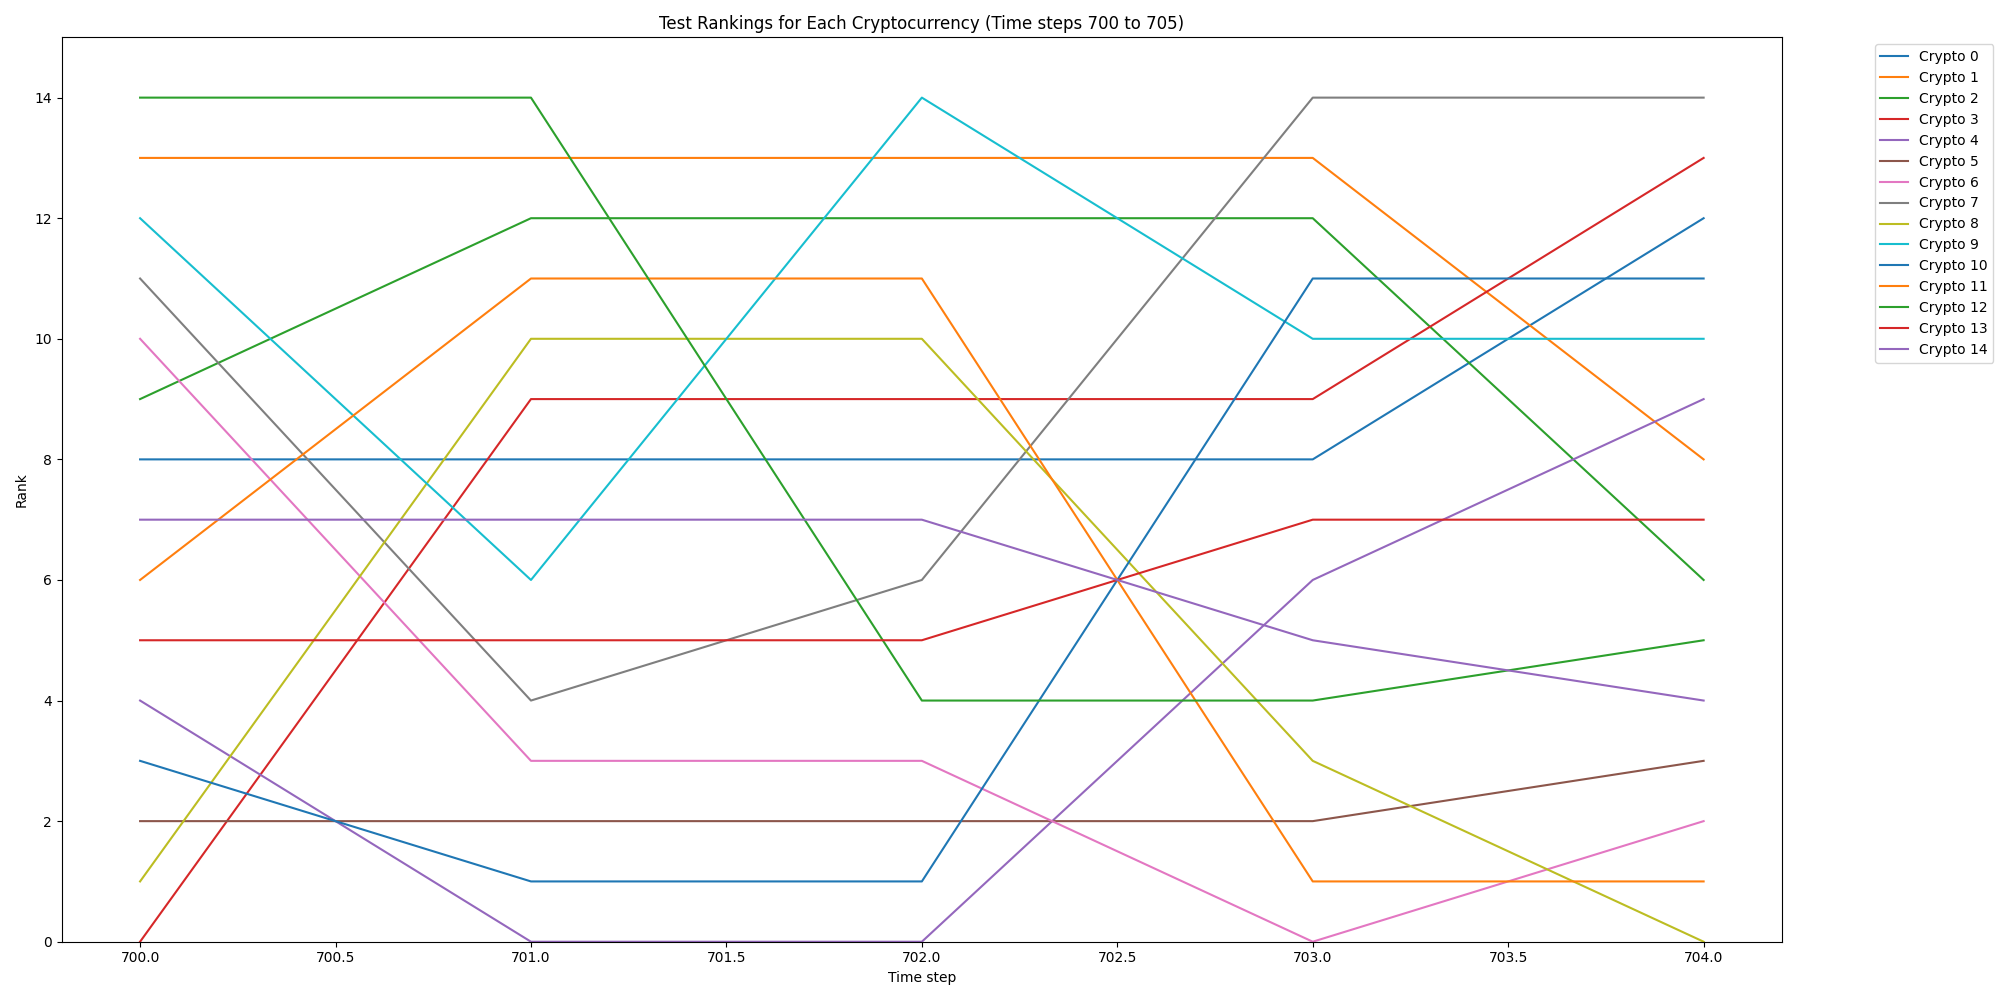 Test Rankings for Each Cryptocurrency (Time steps 700 to 705)
14
12
10
8
6
4
2
0
Rank
700.0 700.5 701.0 701.5 702.0 702.5 703.0 703.5 704.0
Time step
Crypto 0
Crypto 1
Crypto 2
Crypto 3
Crypto 4
Crypto 5
Crypto 6
Crypto 7
Crypto 8
Crypto 9
Crypto 10
Crypto 11
Crypto 12
Crypto 13
Crypto 14